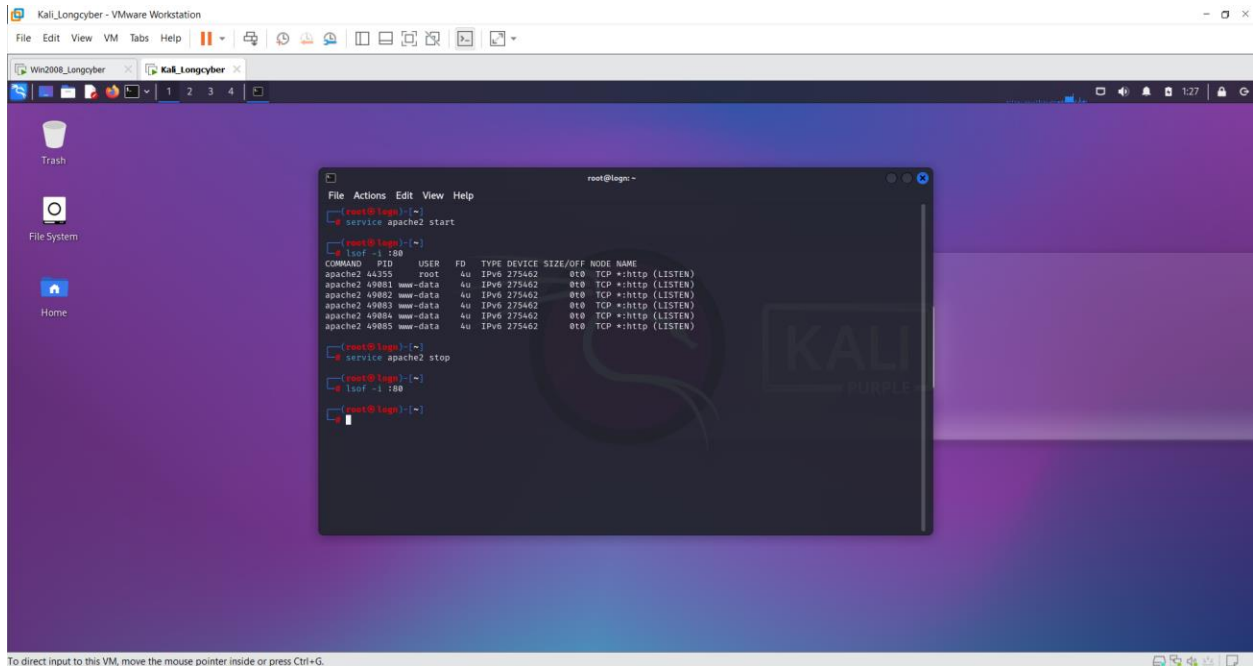 Kali_Longcyber - VMware Workstation
File Edit View VM Tabs Help
Win2008_Longcyber Kali_Longcyber
1 2 3 4 1:27
Trash
File System
Home
root@logn: ~
File Actions Edit View Help
(root㉿logn)-[~]
# service apache2 start
(root㉿logn)-[~]
# lsof -i :80
COMMAND PID USER FD TYPE DEVICE SIZE/OFF NODE NAME
apache2 44355 root 4u IPv6 275462 0t0 TCP *:http (LISTEN)
apache2 49081 www-data 4u IPv6 275462 0t0 TCP *:http (LISTEN)
apache2 49082 www-data 4u IPv6 275462 0t0 TCP *:http (LISTEN)
apache2 49083 www-data 4u IPv6 275462 0t0 TCP *:http (LISTEN)
apache2 49084 www-data 4u IPv6 275462 0t0 TCP *:http (LISTEN)
apache2 49085 www-data 4u IPv6 275462 0t0 TCP *:http (LISTEN)
(root㉿logn)-[~]
# service apache2 stop
(root㉿logn)-[~]
# lsof -i :80
(root㉿logn)-[~]
#
KALI
PURPLE
To direct input to this VM, move the mouse pointer inside or press Ctrl+G.